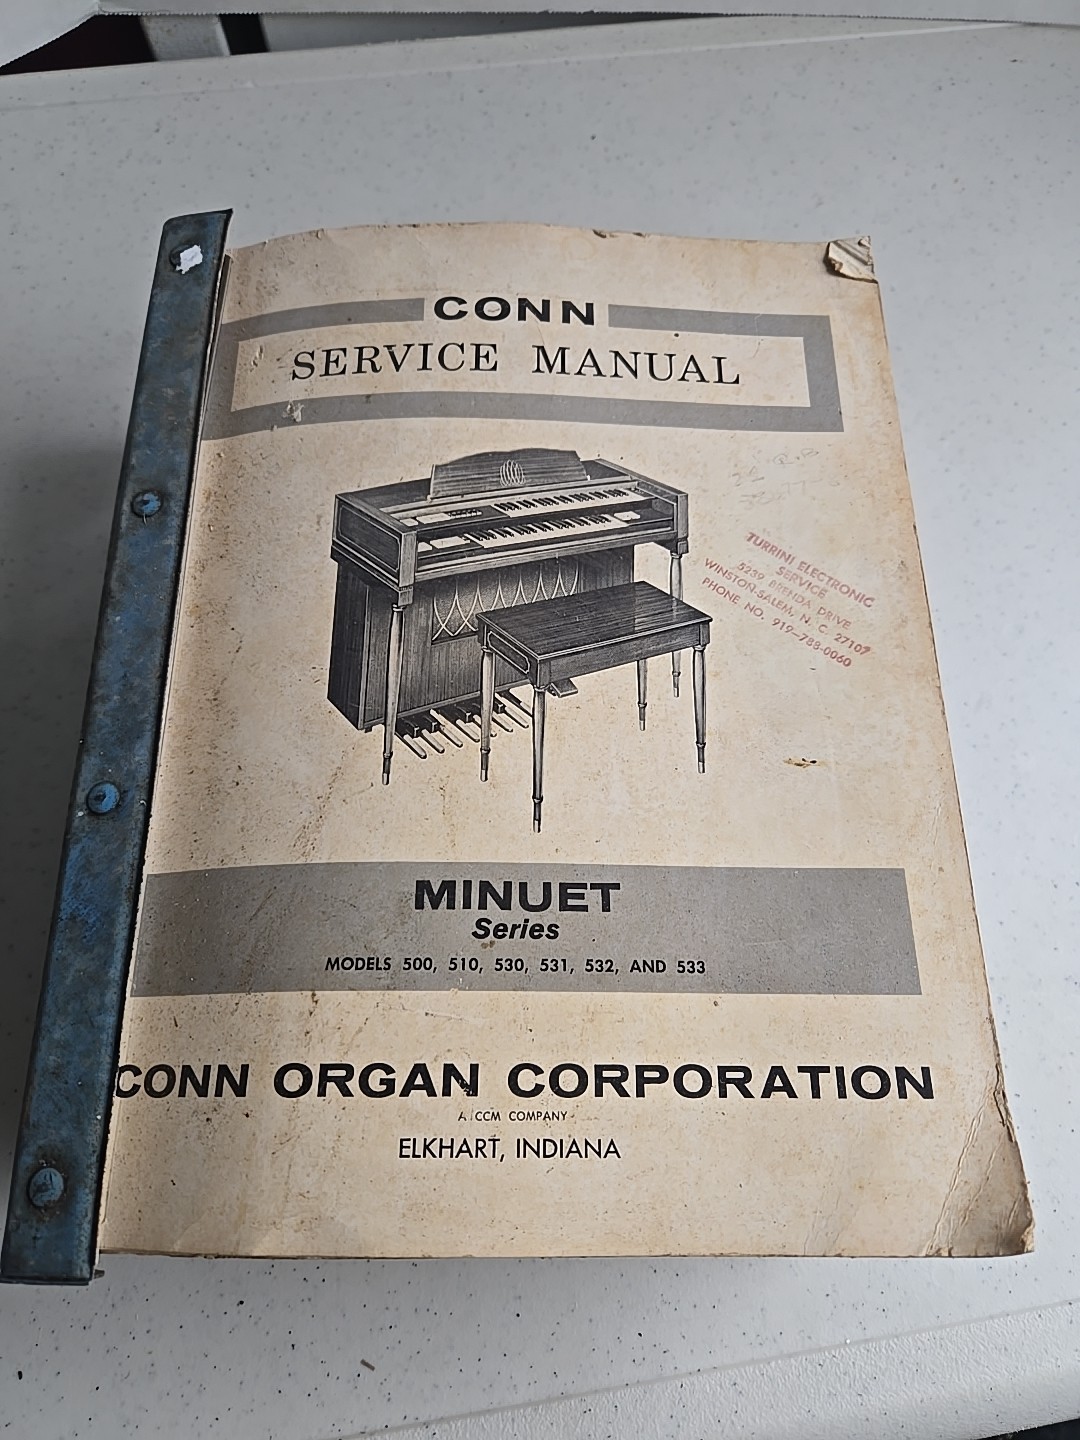 CONN
SERVICE MANUAL
TURRINI ELECTRONIC
SERVICE
5239 BRENDA DRIVE
WINSTON-SALEM, N. C. 27107
PHONE NO. 919-788-0060
MINUET
Series
MODELS 500, 510, 530, 531, 532, AND 533
CONN ORGAN CORPORATION
A CCM COMPANY
ELKHART, INDIANA